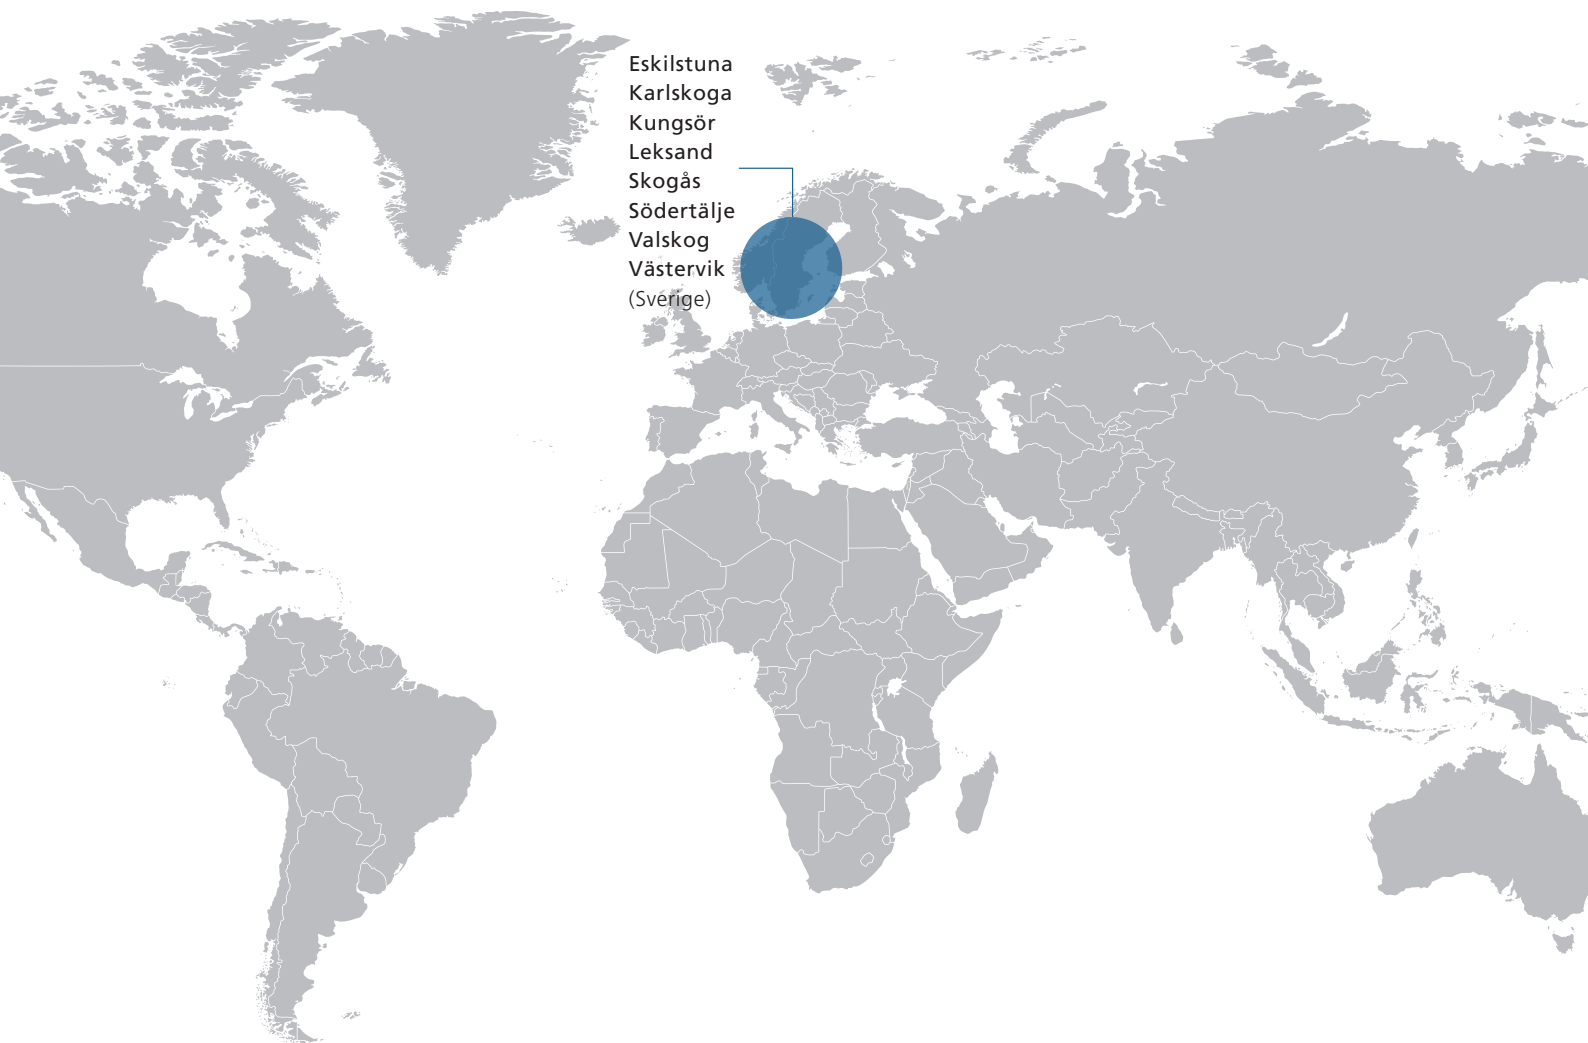 Eskilstuna
Karlskoga
Kungsör
Leksand
Skogås
Södertälje
Valskog
Västervik
(Sverige)